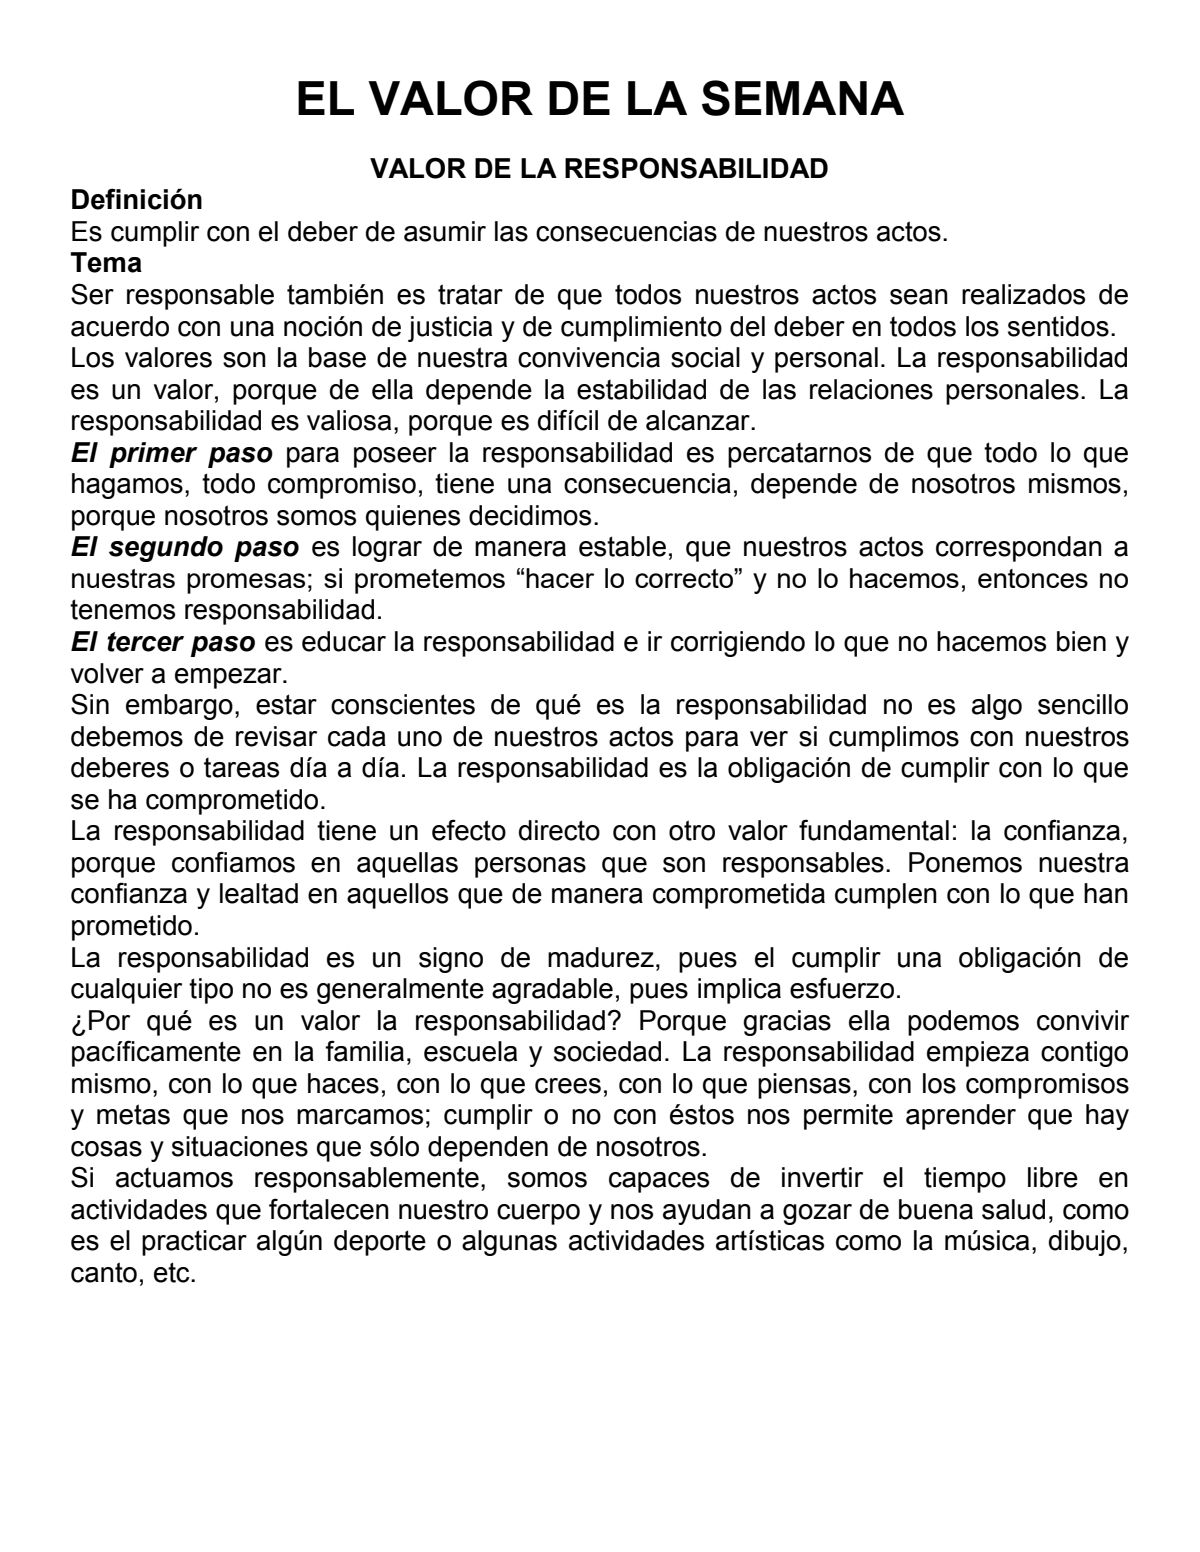 EL VALOR DE LA SEMANA
VALOR DE LA RESPONSABILIDAD
Definición
Es cumplir con el deber de asumir las consecuencias de nuestros actos.
Tema
Ser responsable también es tratar de que todos nuestros actos sean realizados de
acuerdo con una noción de justicia y de cumplimiento del deber en todos los sentidos.
Los valores son la base de nuestra convivencia social y personal. La responsabilidad
es un valor, porque de ella depende la estabilidad de las relaciones personales. La
responsabilidad es valiosa, porque es difícil de alcanzar.
El primer paso para poseer la responsabilidad es percatarnos de que todo lo que
hagamos, todo compromiso, tiene una consecuencia, depende de nosotros mismos,
porque nosotros somos quienes decidimos.
El segundo paso es lograr de manera estable, que nuestros actos correspondan a
nuestras promesas; si prometemos “hacer lo correcto” y no lo hacemos, entonces no
tenemos responsabilidad.
El tercer paso es educar la responsabilidad e ir corrigiendo lo que no hacemos bien y
volver a empezar.
Sin embargo, estar conscientes de qué es la responsabilidad no es algo sencillo
debemos de revisar cada uno de nuestros actos para ver si cumplimos con nuestros
deberes o tareas día a día. La responsabilidad es la obligación de cumplir con lo que
se ha comprometido.
La responsabilidad tiene un efecto directo con otro valor fundamental: la confianza,
porque confiamos en aquellas personas que son responsables. Ponemos nuestra
confianza y lealtad en aquellos que de manera comprometida cumplen con lo que han
prometido.
La responsabilidad es un signo de madurez, pues el cumplir una obligación de
cualquier tipo no es generalmente agradable, pues implica esfuerzo.
¿Por qué es un valor la responsabilidad? Porque gracias ella podemos convivir
pacíficamente en la familia, escuela y sociedad. La responsabilidad empieza contigo
mismo, con lo que haces, con lo que crees, con lo que piensas, con los compromisos
y metas que nos marcamos; cumplir o no con éstos nos permite aprender que hay
cosas y situaciones que sólo dependen de nosotros.
Si actuamos responsablemente, somos capaces de invertir el tiempo libre en
actividades que fortalecen nuestro cuerpo y nos ayudan a gozar de buena salud, como
es el practicar algún deporte o algunas actividades artísticas como la música, dibujo,
canto, etc.